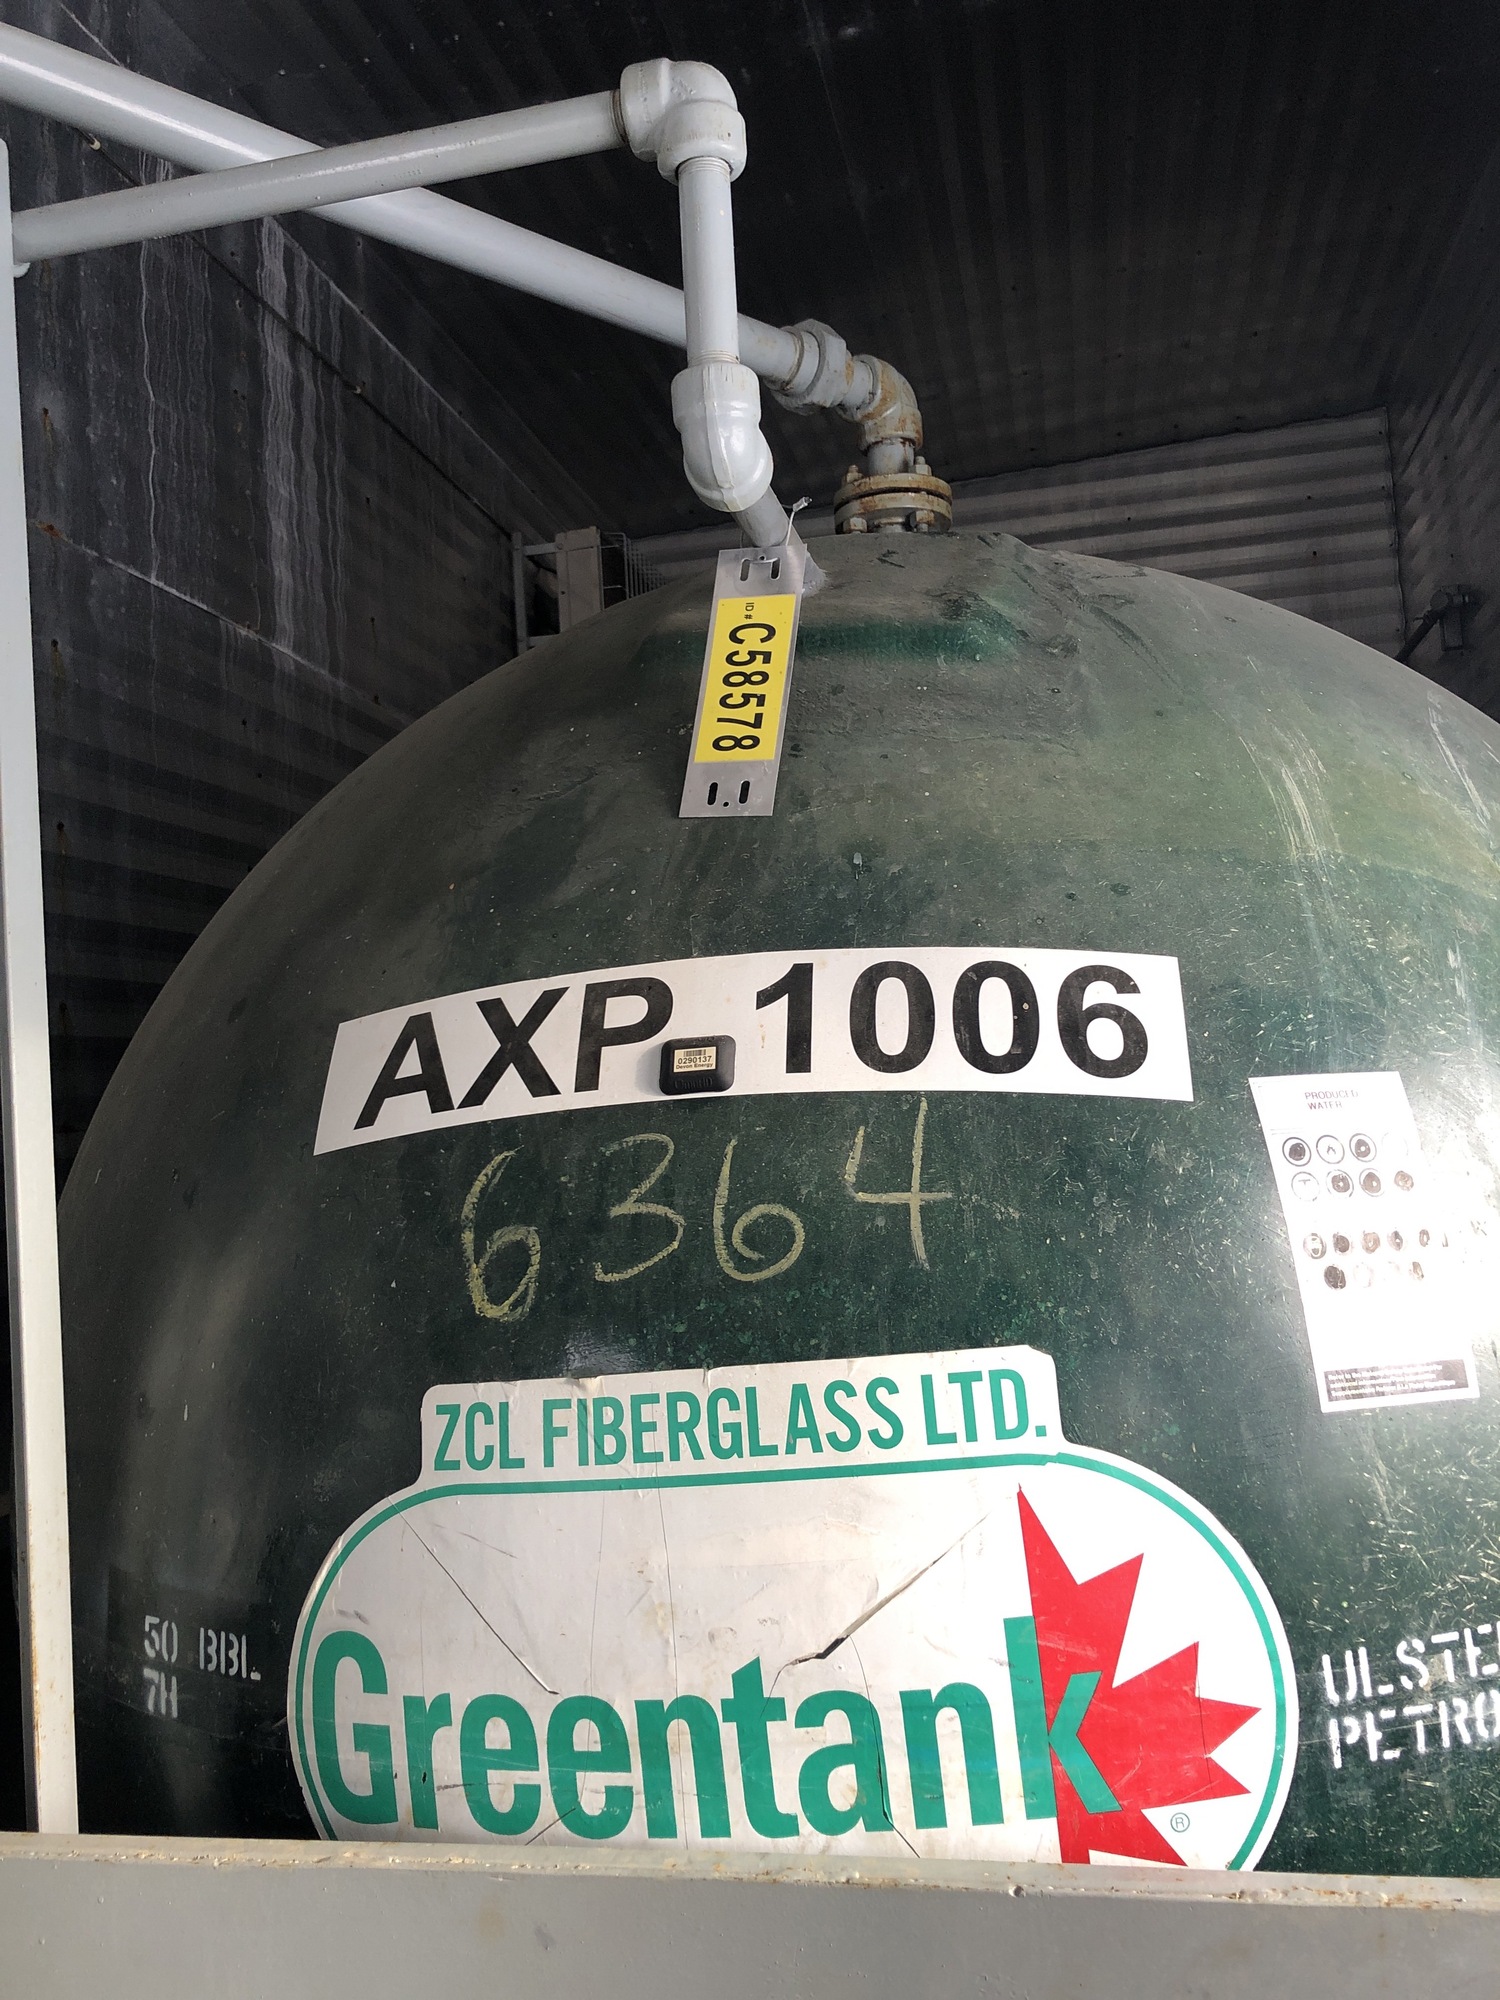 ID # C58578
AXP 1006
0290137
Devon Energy
6364
PRODUCED
WATER
ZCL FIBERGLASS LTD.
Greentank
®
50 BBL
7H
ULSTE
PETRO